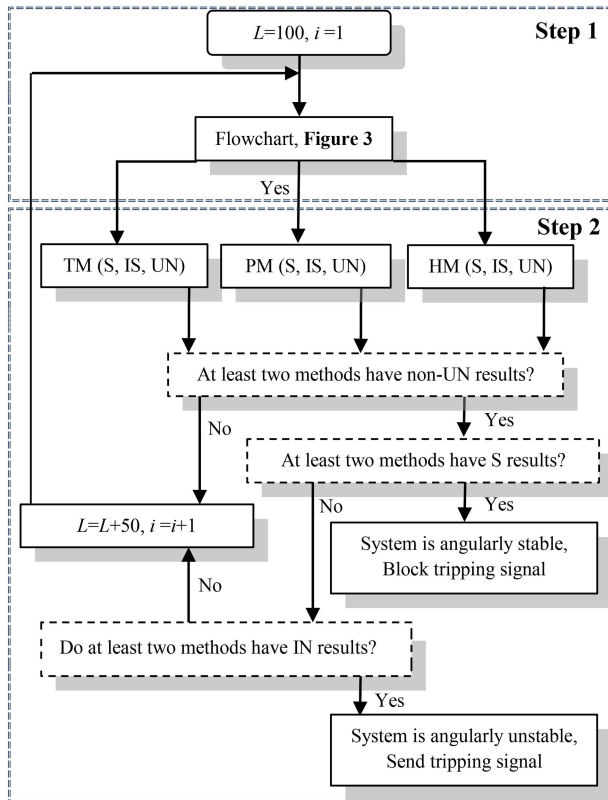 L=100, i =1
Step 1
Flowchart, Figure 3
Yes
Step 2
TM (S, IS, UN)
PM (S, IS, UN)
HM (S, IS, UN)
At least two methods have non-UN results?
No
Yes
At least two methods have S results?
No
Yes
L=L+50, i =i+1
System is angularly stable,
Block tripping signal
No
Do at least two methods have IN results?
Yes
System is angularly unstable,
Send tripping signal